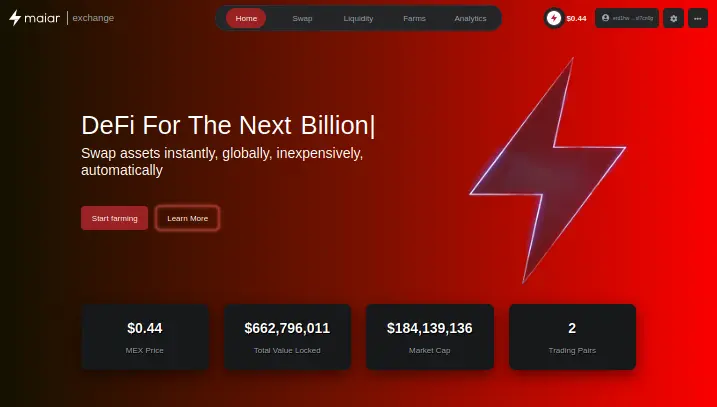 maiar | exchange
Home
Swap
Liquidity
Farms
Analytics
$0.44
DeFi For The Next Billion|
Swap assets instantly, globally, inexpensively,
automatically
Start farming
Learn More
$0.44
MEX Price
$662,796,011
Total Value Locked
$184,139,136
Market Cap
2
Trading Pairs